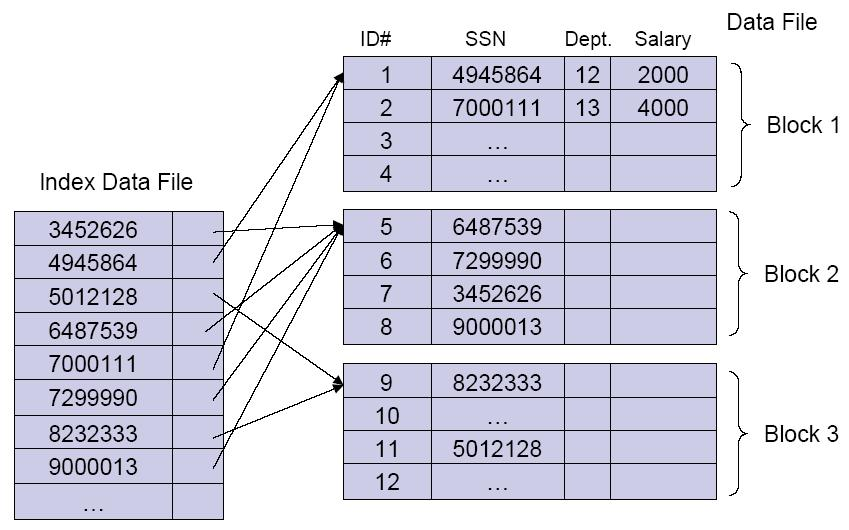 Data File
ID# SSN Dept. Salary
1 4945864 12 2000
2 7000111 13 4000
3 ...
4 ...
Block 1
Index Data File
3452626
4945864
5012128
6487539
7000111
7299990
8232333
9000013
...
5 6487539
6 7299990
7 3452626
8 9000013
Block 2
9 8232333
10 ...
11 5012128
12 ...
Block 3